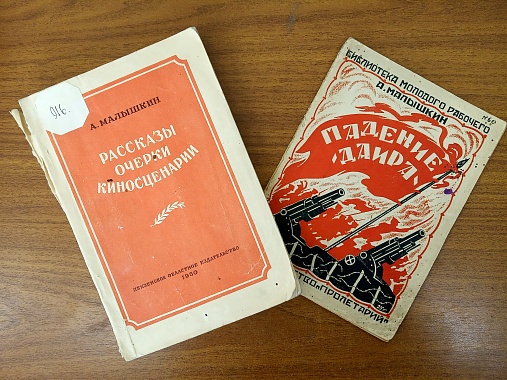 916.
А. МАЛЫШКИН
РАССКАЗЫ
ОЧЕРКИ
КИНОСЦЕНАРИИ
ПЕНЗЕНСКОЕ ОБЛАСТНОЕ ИЗДАТЕЛЬСТВО
1950
БИБЛИОТЕКА МОЛОДОГО РАБОЧЕГО
А. МАЛЫШКИН
ПАДЕНИЕ
„ДАИРА“
„ПРОЛЕТАРИЙ“